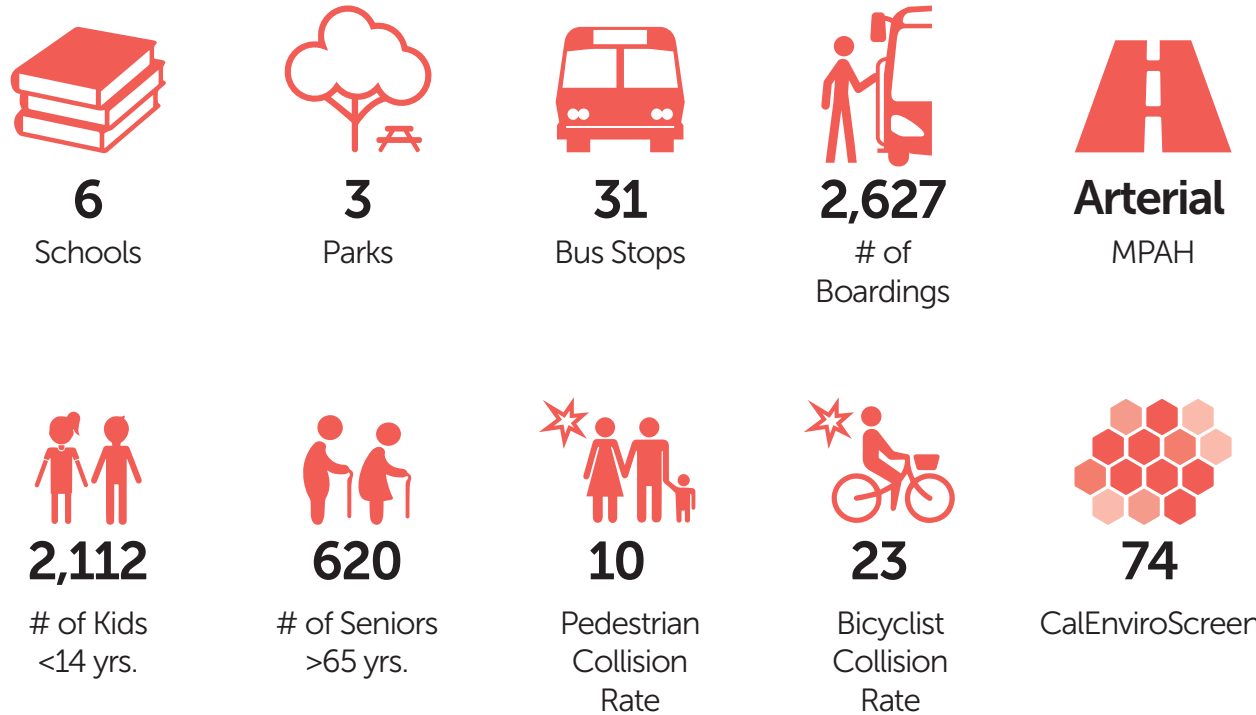 6
Schools
3
Parks
31
Bus Stops
2,627
# of
Boardings
Arterial
MPAH
2,112
# of Kids
<14 yrs.
620
# of Seniors
>65 yrs.
10
Pedestrian
Collision
Rate
23
Bicyclist
Collision
Rate
74
CalEnviroScreen